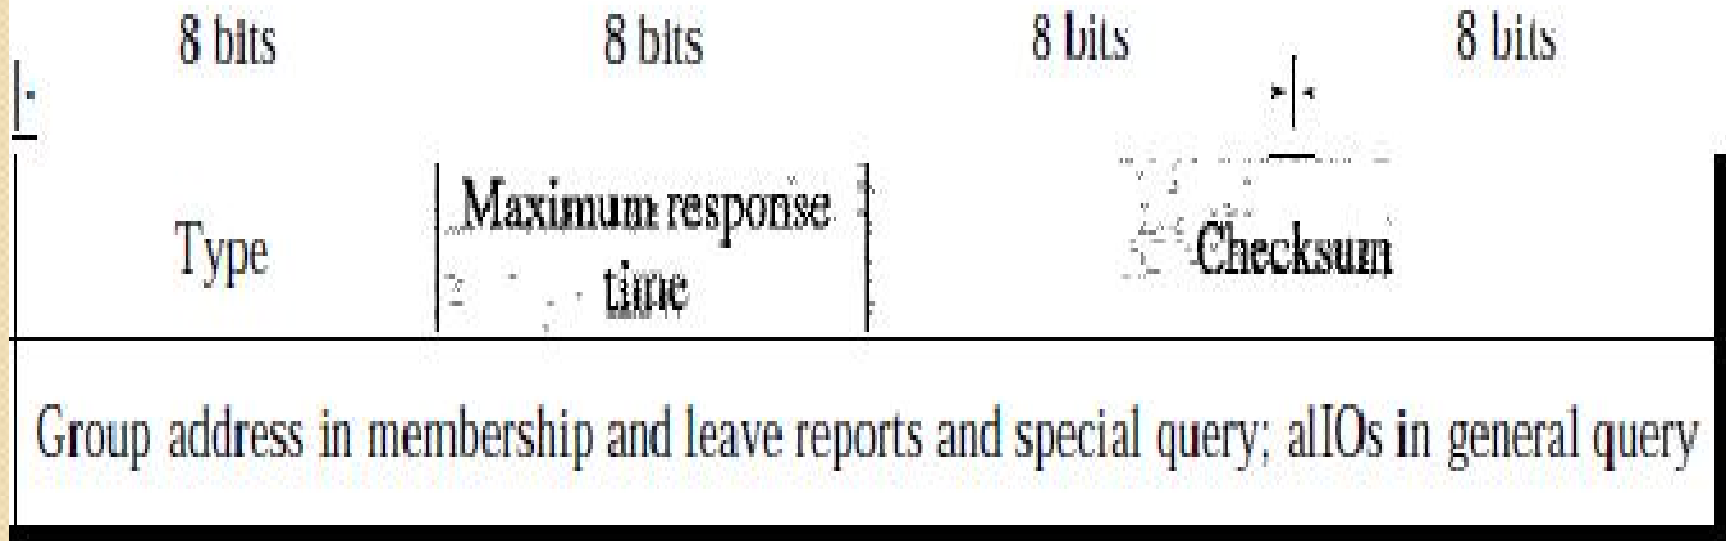 8 bits 8 bits 8 bits 8 bits
Type
Maximum response
time
Checksum
Group address in membership and leave reports and special query; alIOs in general query